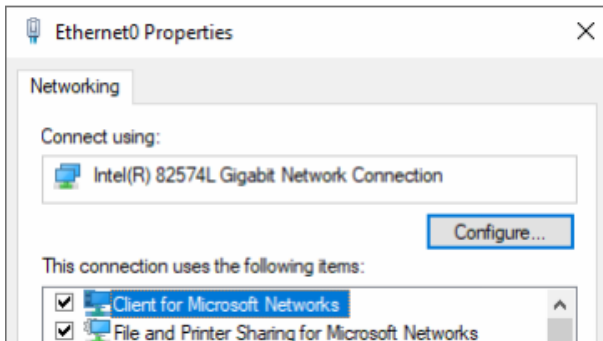 Ethernet0 Properties
Networking
Connect using:
Intel(R) 82574L Gigabit Network Connection
Configure...
This connection uses the following items:
Client for Microsoft Networks
File and Printer Sharing for Microsoft Networks